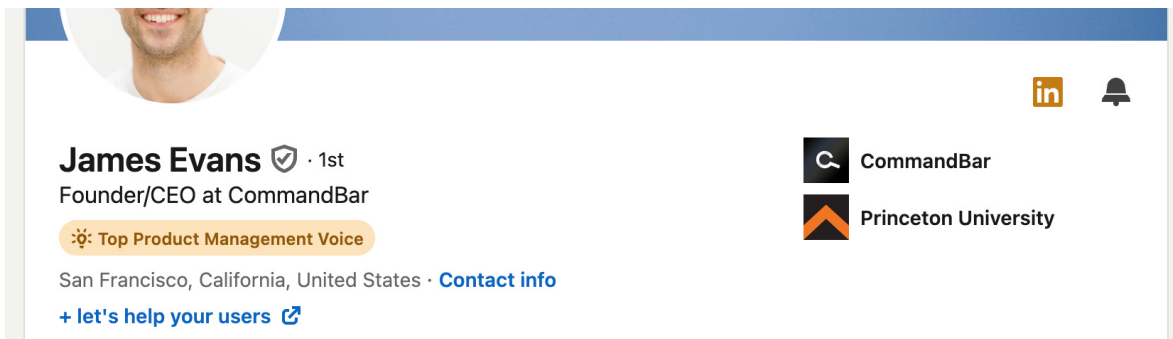 in
James Evans · 1st
CommandBar
Founder/CEO at CommandBar
Princeton University
Top Product Management Voice
San Francisco, California, United States · Contact info
+ let's help your users